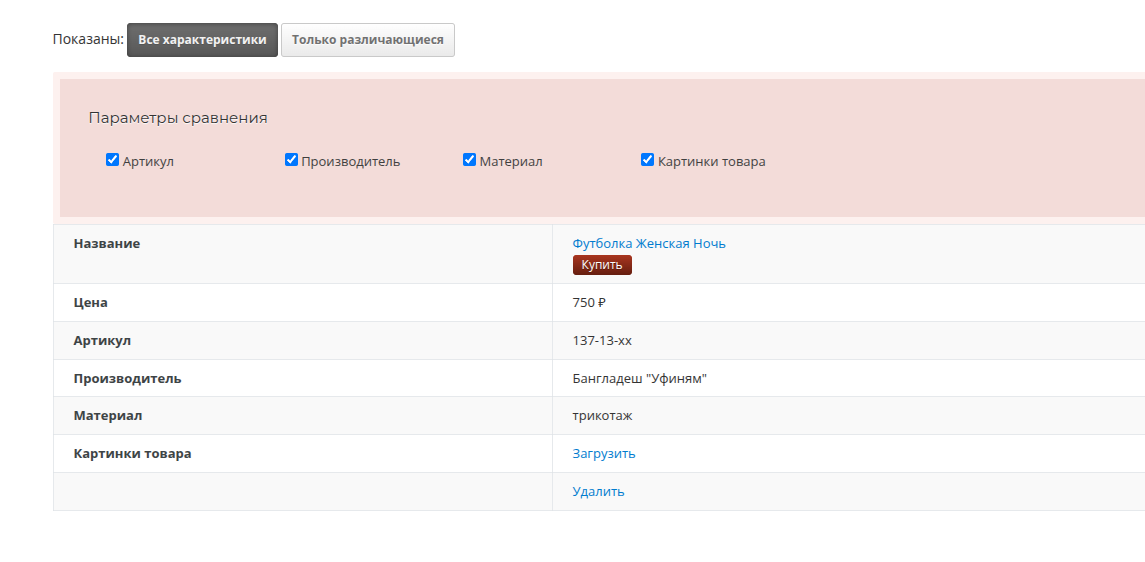 Показаны: Все характеристики Только различающиеся
Параметры сравнения
Артикул Производитель Материал Картинки товара
Название Футболка Женская Ночь
Купить
Цена 750 ₽
Артикул 137-13-хх
Производитель Бангладеш "Уфиням"
Материал трикотаж
Картинки товара Загрузить
Удалить